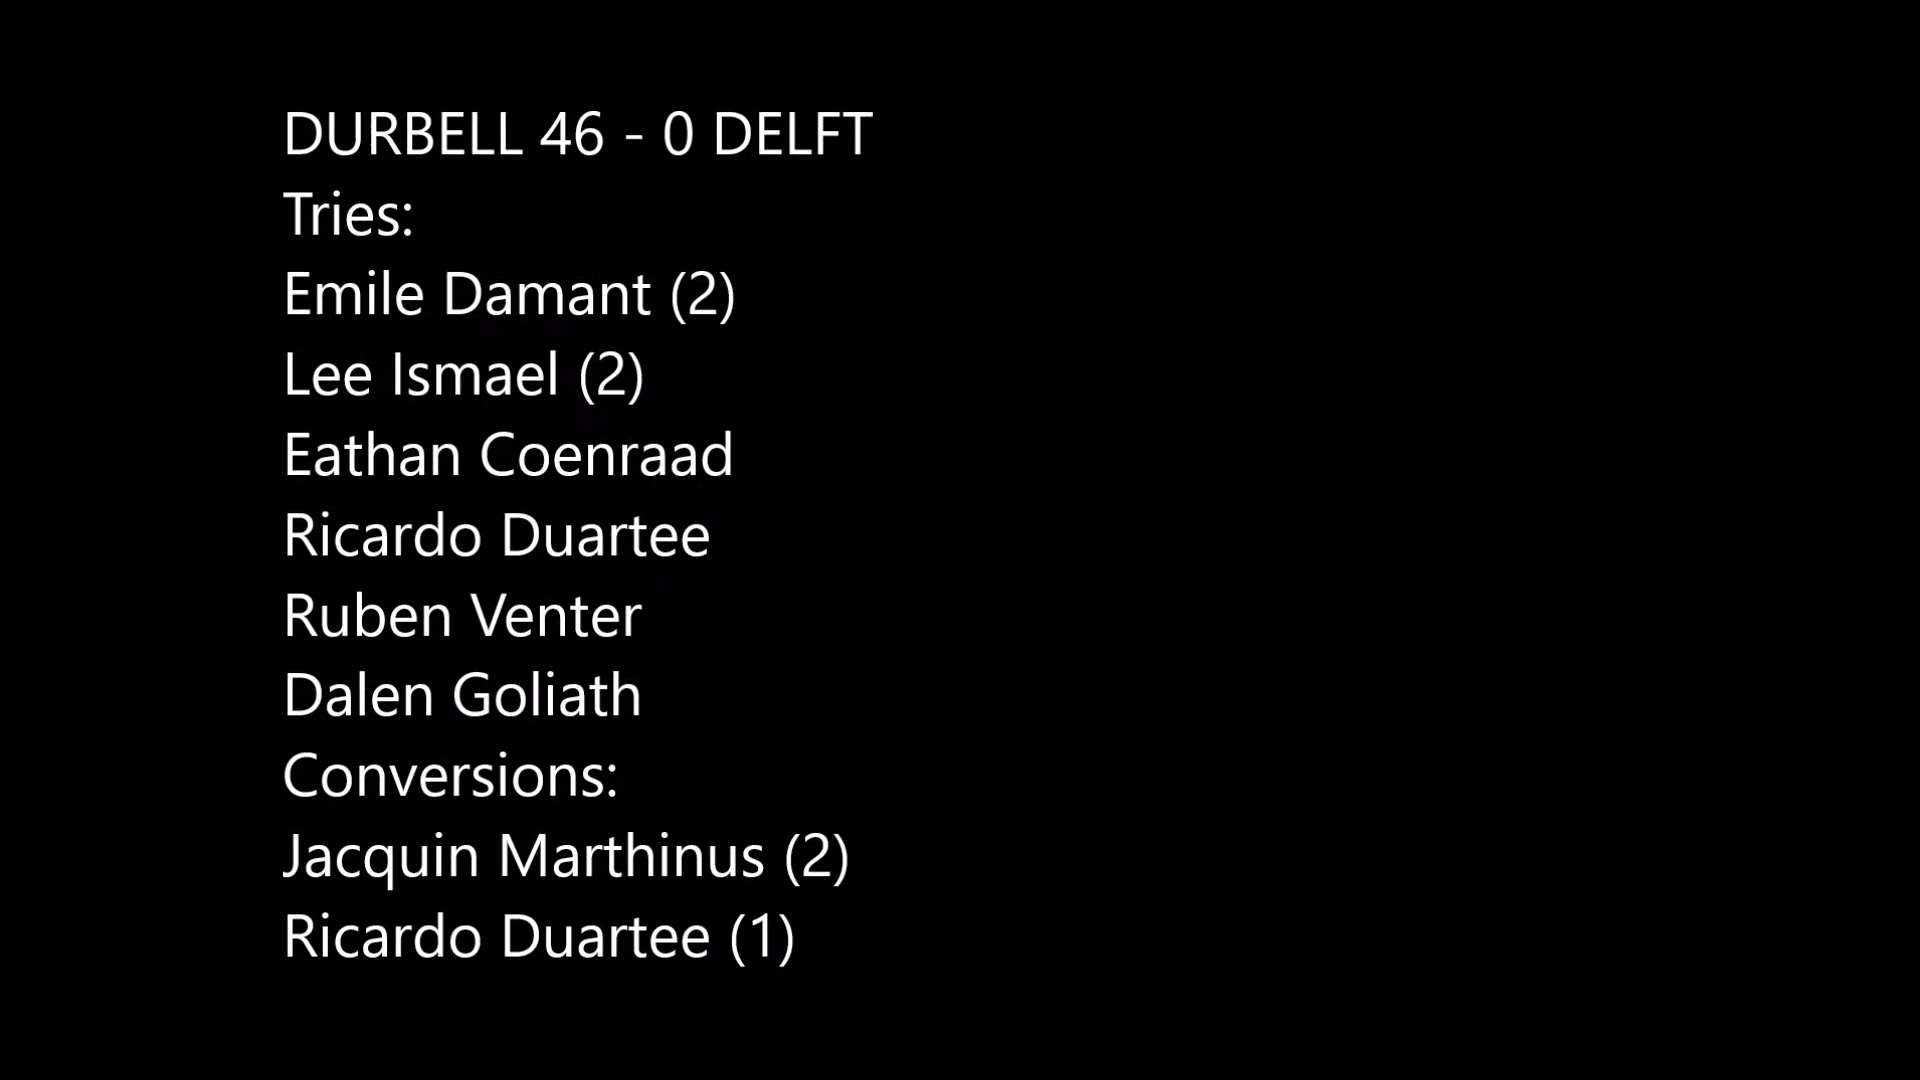 DURBELL 46 - 0 DELFT
Tries:
Emile Damant (2)
Lee Ismael (2)
Eathan Coenraad
Ricardo Duartee
Ruben Venter
Dalen Goliath
Conversions:
Jacquin Marthinus (2)
Ricardo Duartee (1)